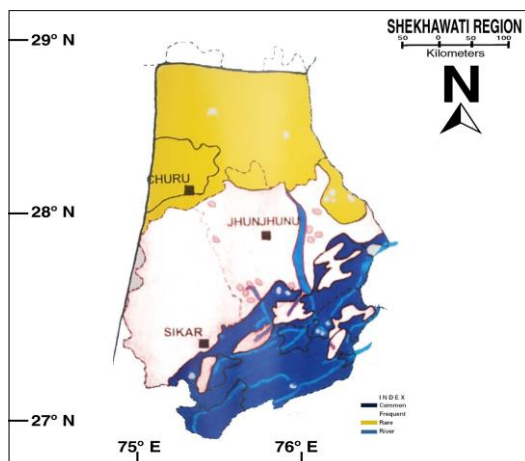 SHEKHAWATI REGION
50 0 50 100
Kilometers
N
29° N
28° N
27° N
CHURU
JHUNJHUNU
SIKAR
75° E
76° E
INDEX
Common
Frequent
Rare
River